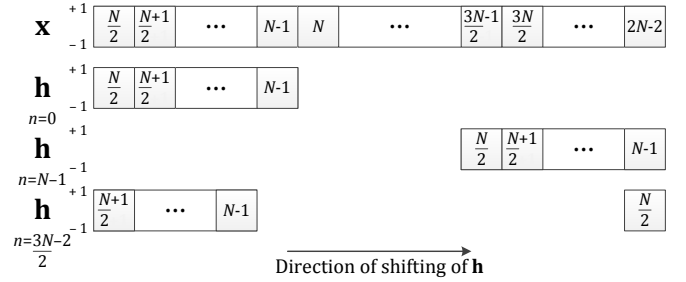 x +1 −1 N/2 N+1/2 ••• N-1 N ••• 3N-1/2 3N/2 ••• 2N-2
h n=0 +1 −1 N/2 N+1/2 ••• N-1
h n=N−1 +1 −1 N/2 N+1/2 ••• N-1
h n=3N−2/2 +1 −1 N+1/2 ••• N-1 N/2
Direction of shifting of h